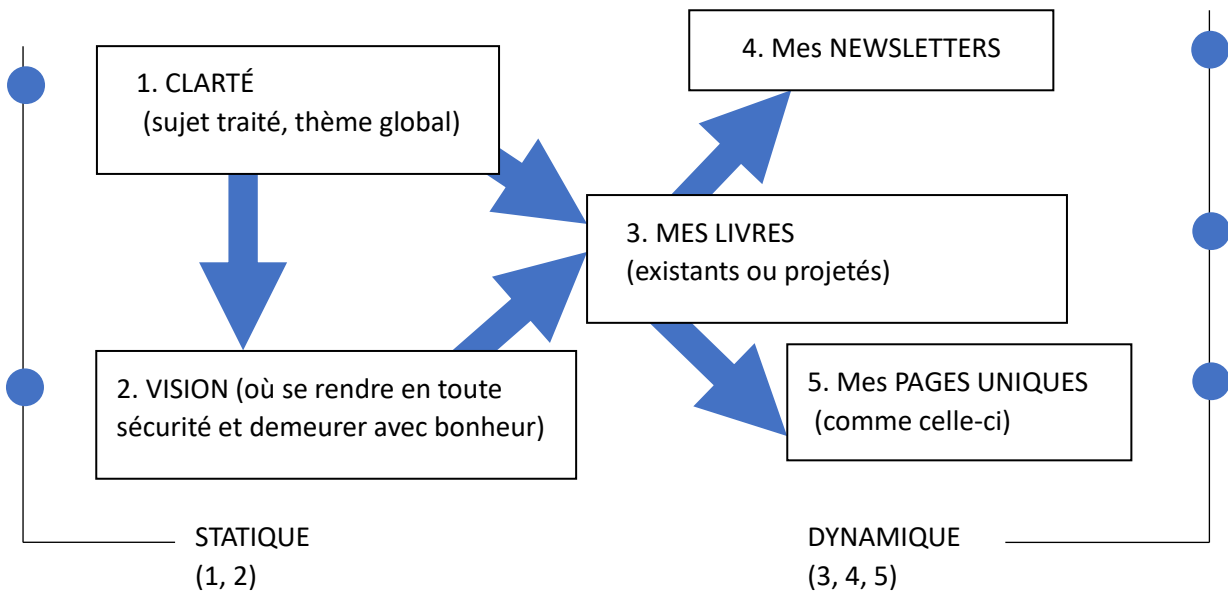 1. CLARTÉ
(sujet traité, thème global)
2. VISION (où se rendre en toute
sécurité et demeurer avec bonheur)
3. MES LIVRES
(existants ou projetés)
4. Mes NEWSLETTERS
5. Mes PAGES UNIQUES
(comme celle-ci)
STATIQUE
(1, 2)
DYNAMIQUE
(3, 4, 5)